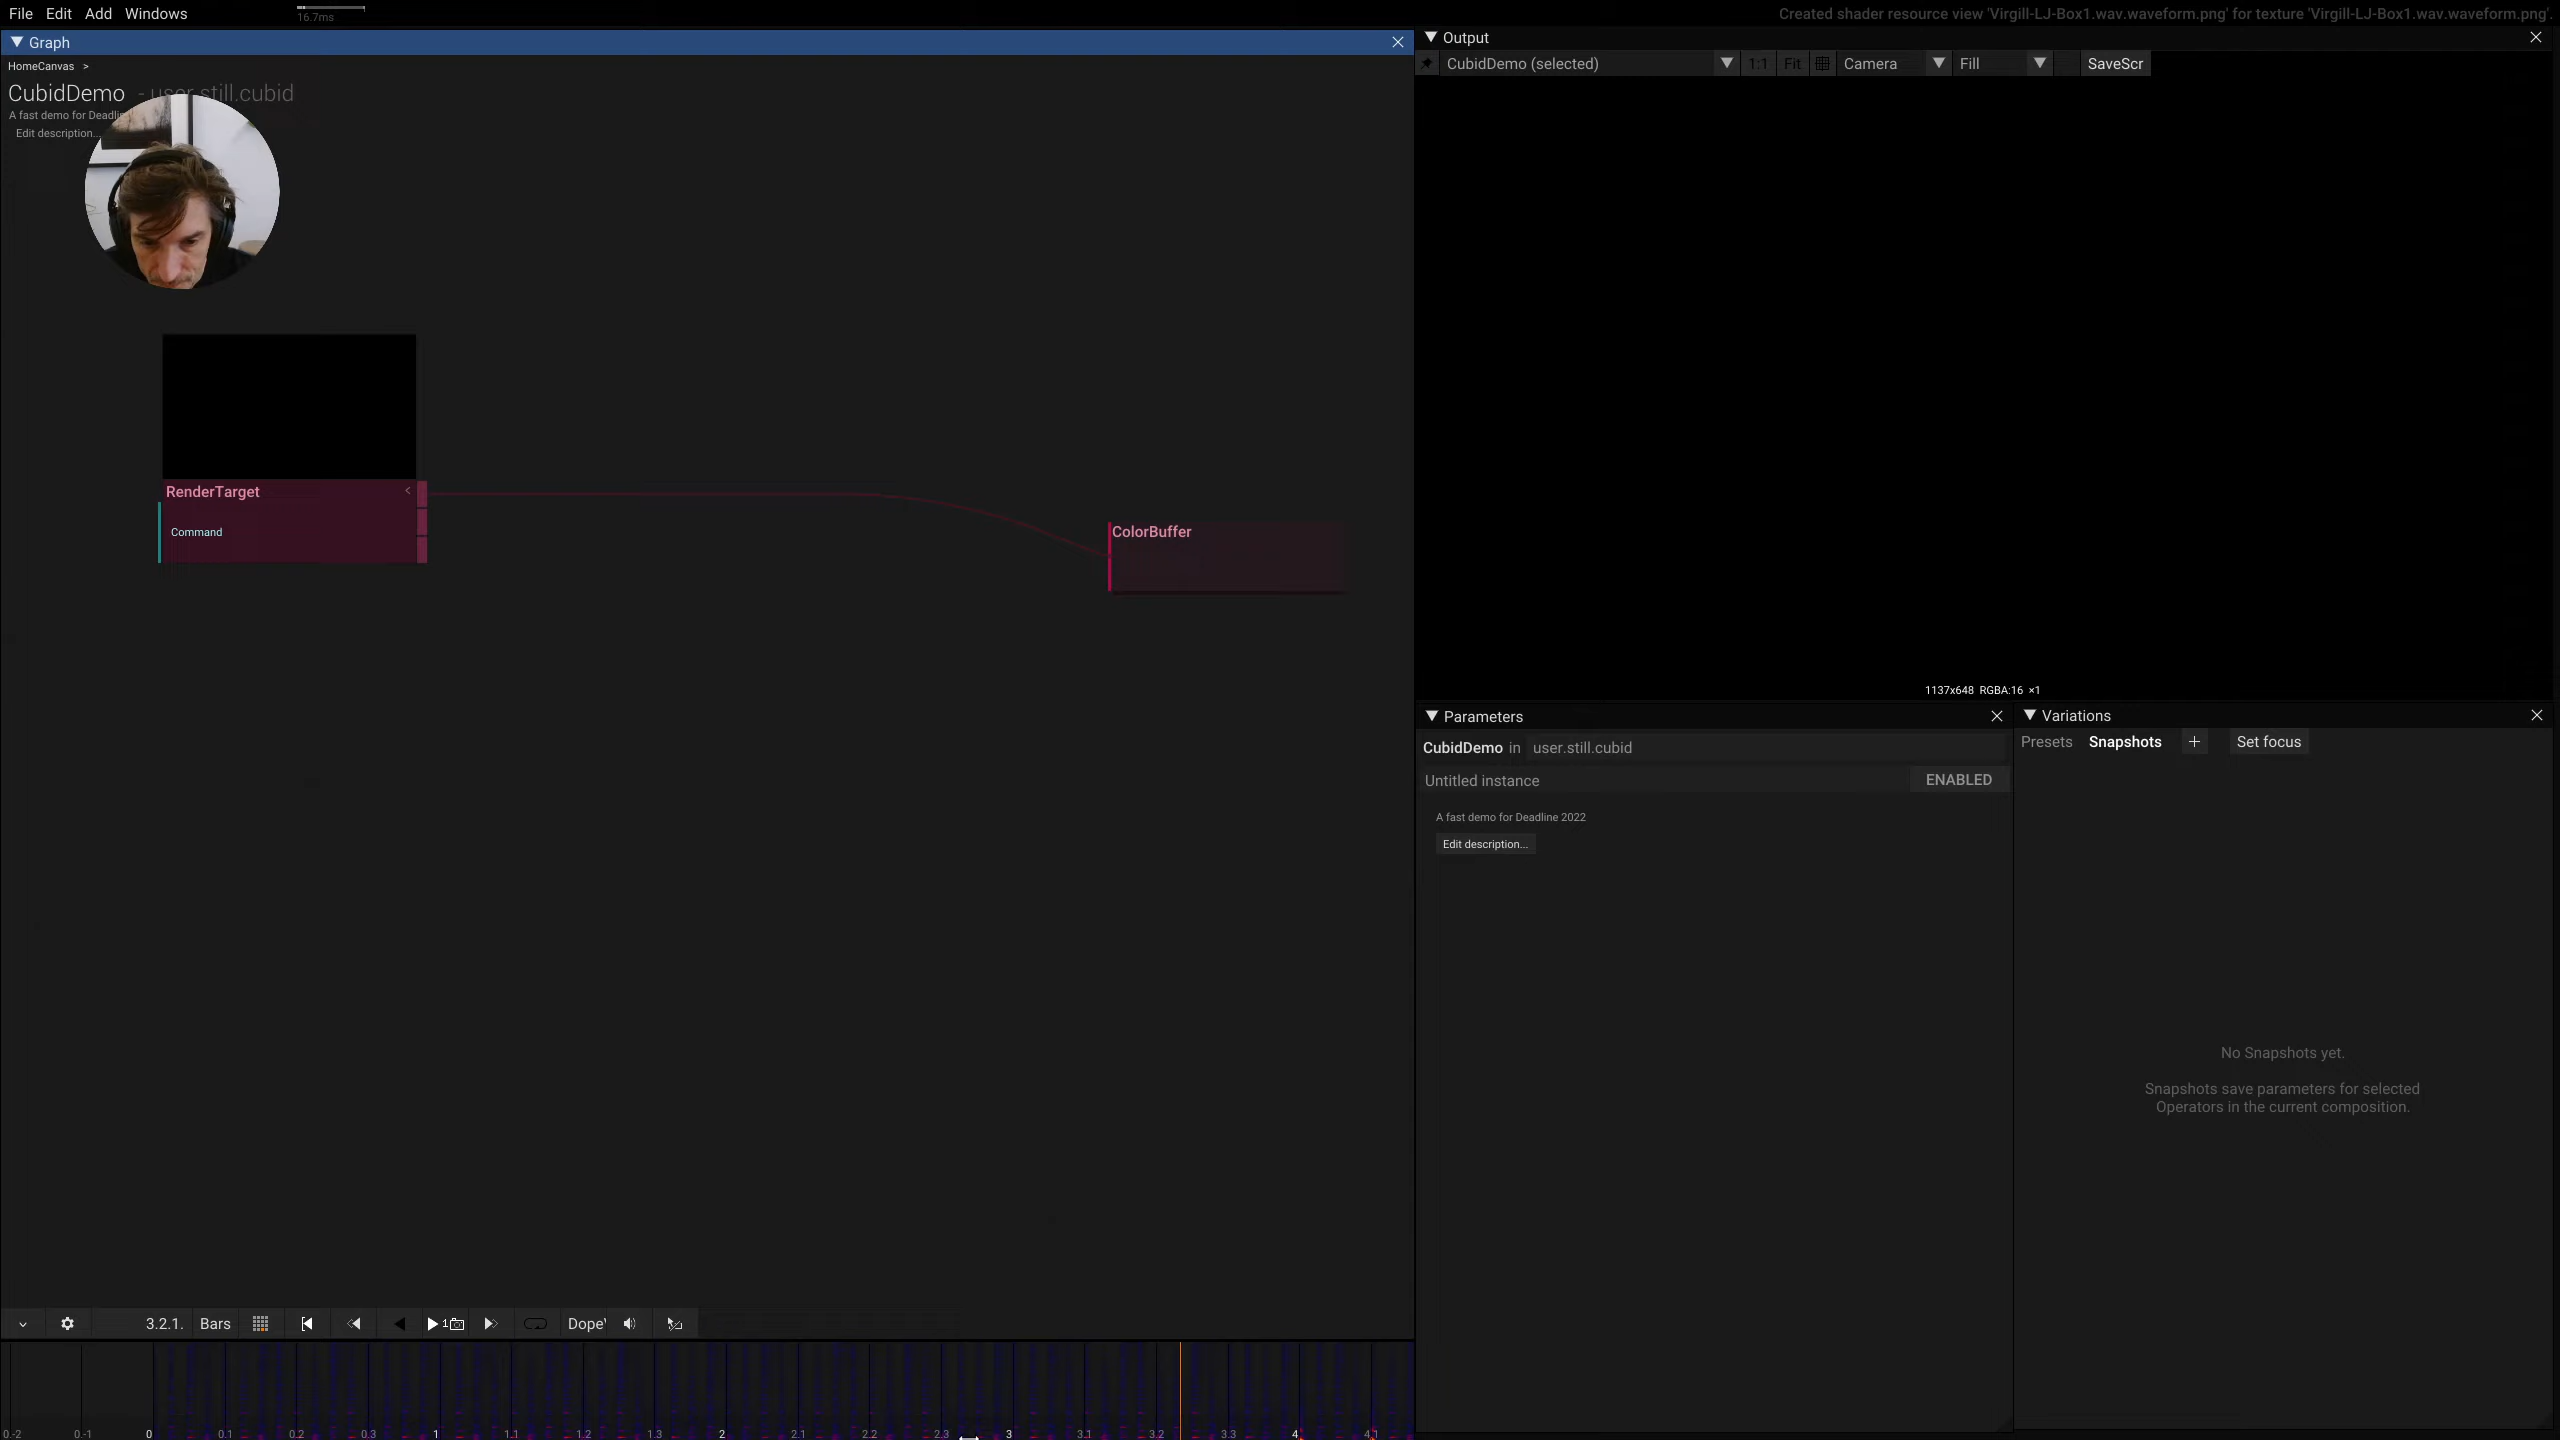 File Edit Add Windows
16.7ms
Created shader resource view 'Virgill-LJ-Box1.wav.waveform.png' for texture 'Virgill-LJ-Box1.wav.waveform.png'.
Graph
HomeCanvas >
CubidDemo - user.still.cubid
A fast demo for Deadlin
Edit description...
RenderTarget <
Command
ColorBuffer
3.2.1. Bars 1 Dope
0.-2 0.-1 0 0.1 0.2 0.3 1 1.1 1.2 1.3 2 2.1 2.2 2.3 3 3.1 3.2 3.3 4 4.1
Output
CubidDemo (selected) 1:1 Fit Camera Fill SaveScr
1137x648 RGBA:16 ×1
Parameters
CubidDemo in user.still.cubid
Untitled instance ENABLED
A fast demo for Deadline 2022
Edit description...
Variations
Presets Snapshots + Set focus
No Snapshots yet.
Snapshots save parameters for selected
Operators in the current composition.